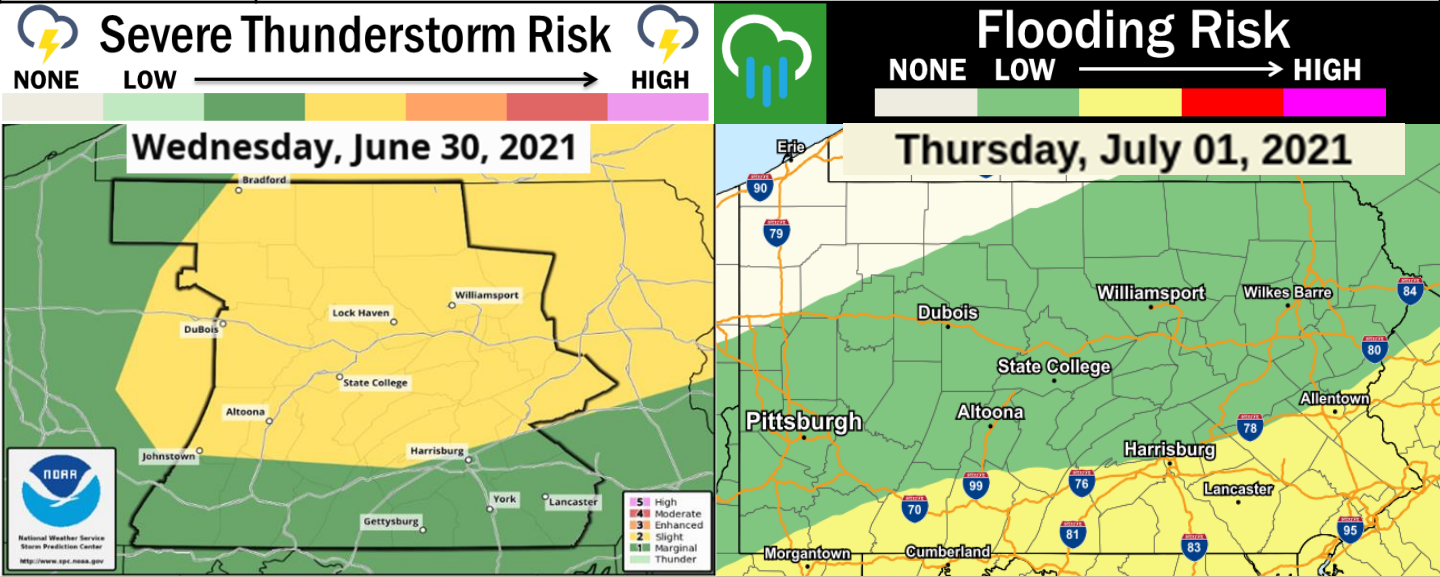 Severe Thunderstorm Risk
NONE LOW HIGH
Wednesday, June 30, 2021
Bradford
Williamsport
Lock Haven
DuBois
State College
Altoona
Johnstown
Harrisburg
York
Lancaster
Gettysburg
NOAA
National Weather Service
Storm Prediction Center
http://www.spc.noaa.gov
5 High
4 Moderate
3 Enhanced
2 Slight
1 Marginal
Thunder
Flooding Risk
NONE LOW HIGH
Thursday, July 01, 2021
Erie
90
79
Williamsport
Wilkes Barre
84
Dubois
80
State College
Allentown
Altoona
Pittsburgh
78
Harrisburg
99
76
Lancaster
70
81
83
95
Morgantown
Cumberland